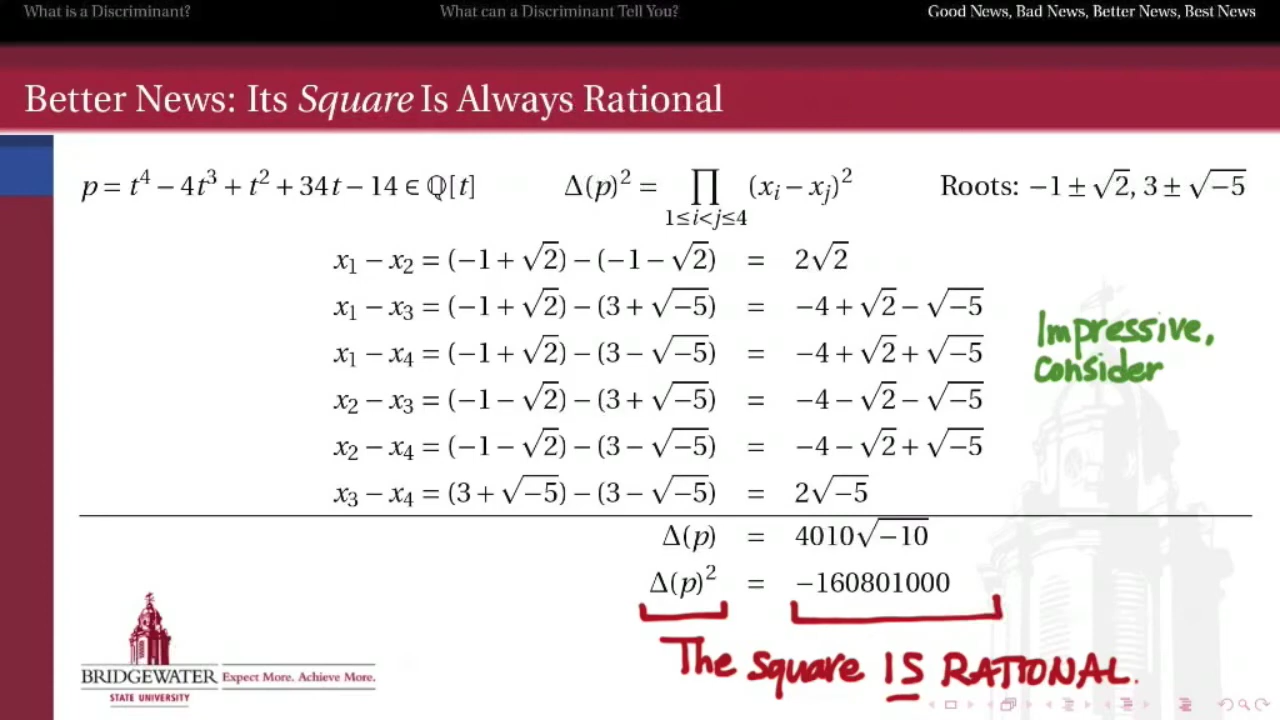 What is a Discriminant? What can a Discriminant Tell You? Good News, Bad News, Better News, Best News
Better News: Its Square Is Always Rational
p = t⁴ − 4t³ + t² + 34t − 14 ∈ ℚ[t] Δ(p)² = ∏ 1≤i<j≤4 (xᵢ − xⱼ)² Roots: −1 ± √2, 3 ± √−5
x₁ − x₂ = (−1 + √2) − (−1 − √2) = 2√2
x₁ − x₃ = (−1 + √2) − (3 + √−5) = −4 + √2 − √−5
x₁ − x₄ = (−1 + √2) − (3 − √−5) = −4 + √2 + √−5
x₂ − x₃ = (−1 − √2) − (3 + √−5) = −4 − √2 − √−5
x₂ − x₄ = (−1 − √2) − (3 − √−5) = −4 − √2 + √−5
x₃ − x₄ = (3 + √−5) − (3 − √−5) = 2√−5
Δ(p) = 4010√−10
Δ(p)² = −160801000
Impressive,
consider
The square IS RATIONAL.
BRIDGEWATER
STATE UNIVERSITY
Expect More. Achieve More.